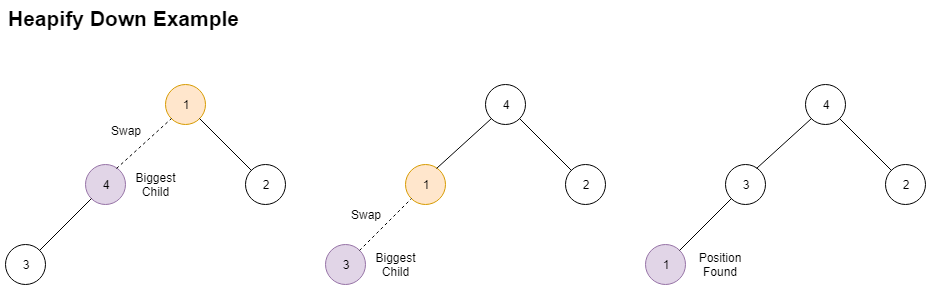 Heapify Down Example
1
Swap
4
Biggest
Child
2
3
4
1
2
Swap
3
Biggest
Child
4
3
2
1
Position
Found